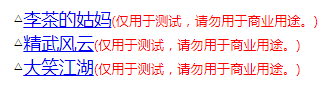 △李茶的姑妈(仅用于测试，请勿用于商业用途。)
△精武风云(仅用于测试，请勿用于商业用途。)
△大笑江湖(仅用于测试，请勿用于商业用途。)